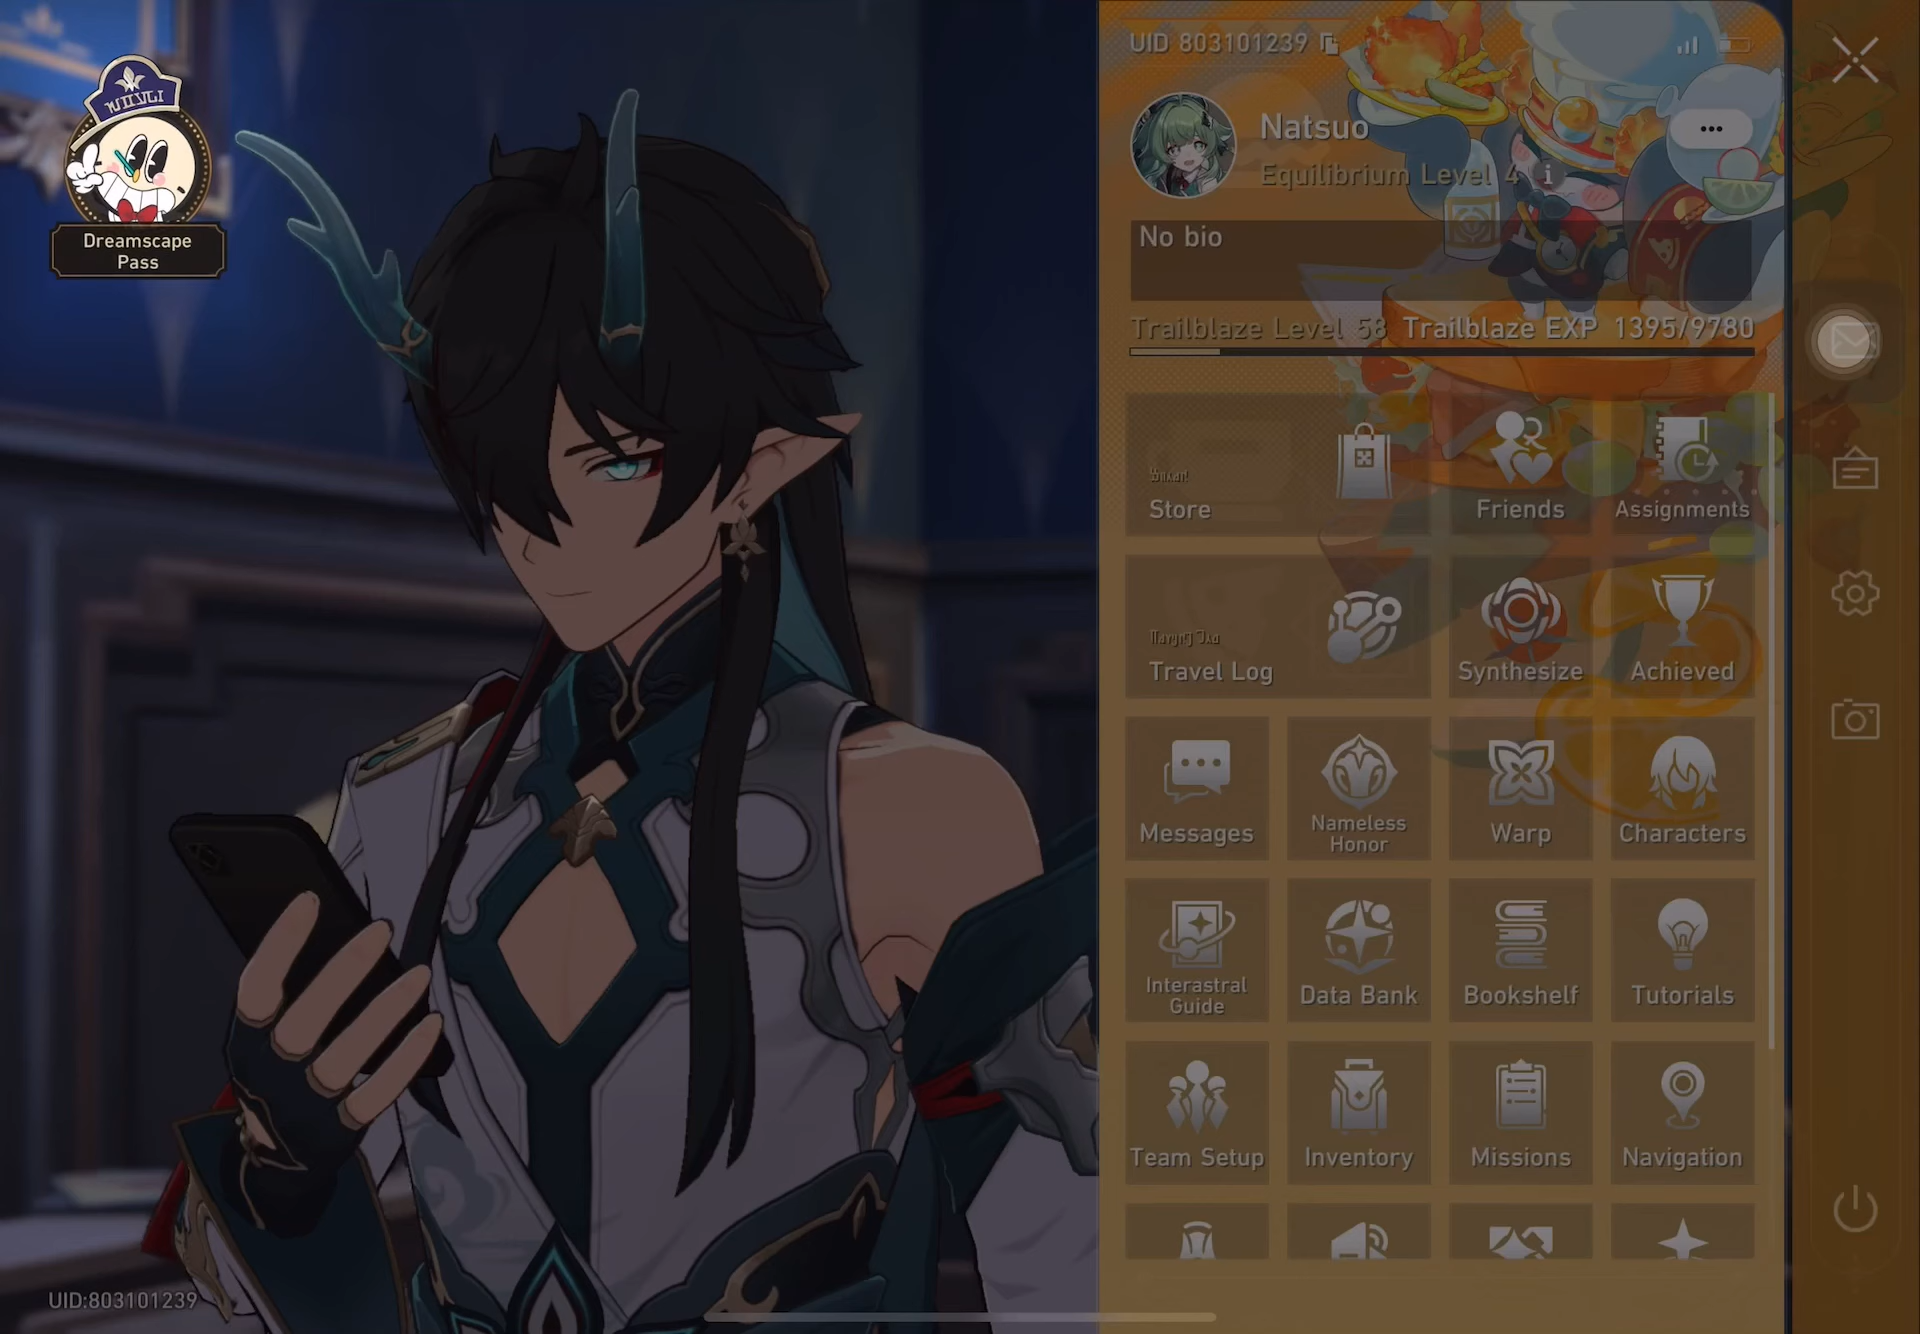 Dreamscape
Pass
UID 803101239
Natsuo
Equilibrium Level 4
No bio
Trailblaze Level 58 Trailblaze EXP 1395/9780
Store
Friends
Assignments
Travel Log
Synthesize
Achieved
Messages
Nameless
Honor
Warp
Characters
Interastral
Guide
Data Bank
Bookshelf
Tutorials
Team Setup
Inventory
Missions
Navigation
UID:803101239